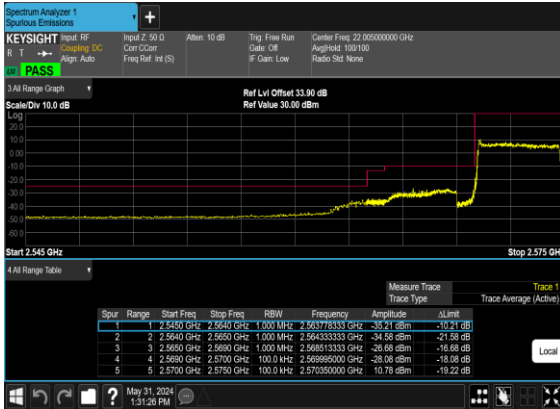 Spectrum Analyzer 1
Spurious Emissions
+
KEYSIGHT Input: RF Input Z: 50 Ω Atten: 10 dB Trig: Free Run Center Freq: 22.005000000 GHz
R T Coupling: DC Corr CCorr Gate: Off Avg|Hold: 100/100
Align: Auto Freq Ref: Int (S) IF Gain: Low Radio Std: None
PASS
3 All Range Graph
Ref Lvl Offset 33.90 dB
Scale/Div 10.0 dB Ref Value 30.00 dBm
Log
20.0
10.0
0.00
-10.0
-20.0
-30.0
-40.0
-50.0
-60.0
Start 2.545 GHz Stop 2.575 GHz
4 All Range Table
Measure Trace Trace 1
Trace Type Trace Average (Active)
Spur Range Start Freq Stop Freq RBW Frequency Amplitude ΔLimit
1 1 2.5450 GHz 2.5640 GHz 1.000 MHz 2.563778333 GHz -35.21 dBm -10.21 dB
2 2 2.5640 GHz 2.5650 GHz 1.000 MHz 2.564333333 GHz -34.58 dBm -21.58 dB
3 3 2.5650 GHz 2.5690 GHz 1.000 MHz 2.568513333 GHz -26.68 dBm -16.68 dB
4 4 2.5690 GHz 2.5700 GHz 100.0 kHz 2.569995000 GHz -28.08 dBm -18.08 dB
5 5 2.5700 GHz 2.5750 GHz 100.0 kHz 2.570350000 GHz 10.78 dBm -19.22 dB
Local
?
May 31, 2024
1:31:26 PM